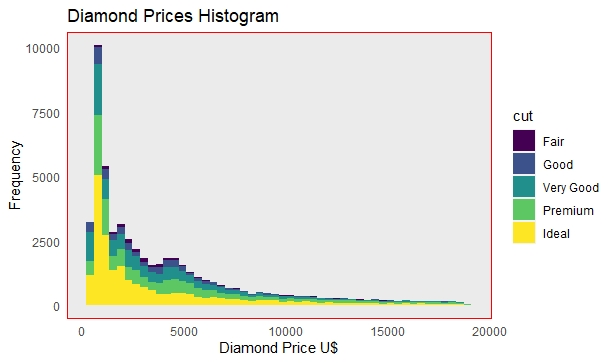 Diamond Prices Histogram
10000
7500
5000
2500
0
Frequency
0
5000
10000
15000
20000
Diamond Price U$
cut
Fair
Good
Very Good
Premium
Ideal